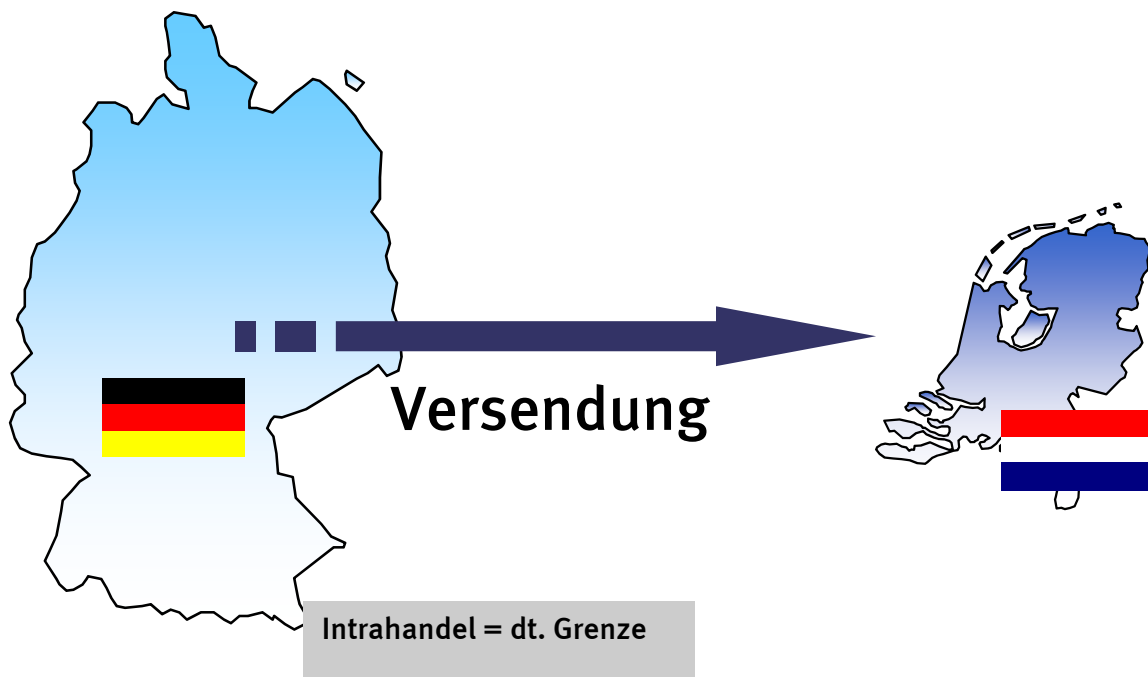 Versendung
Intrahandel = dt. Grenze